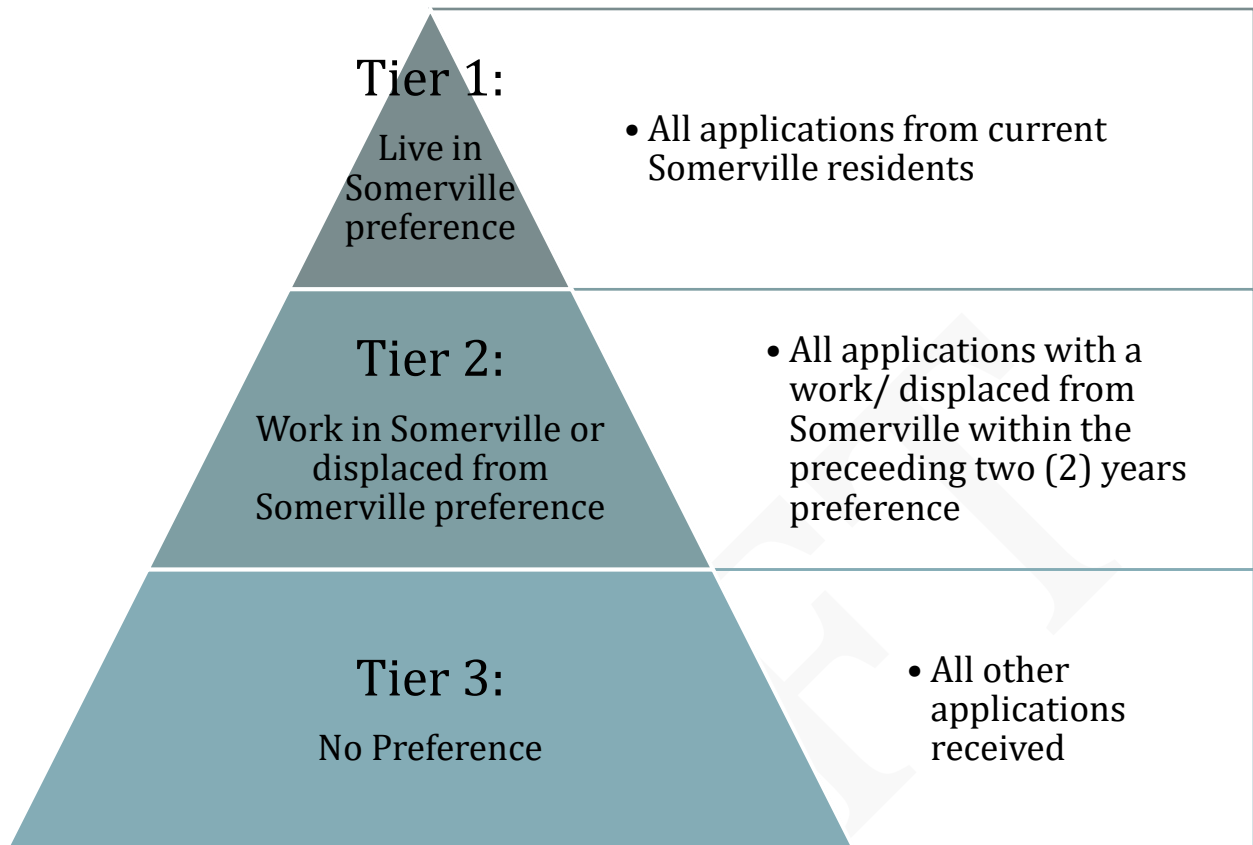 Tier 1:
Live in
Somerville
preference
• All applications from current
Somerville residents
Tier 2:
Work in Somerville or
displaced from
Somerville preference
• All applications with a
work/ displaced from
Somerville within the
preceeding two (2) years
preference
Tier 3:
No Preference
• All other
applications
received
FT